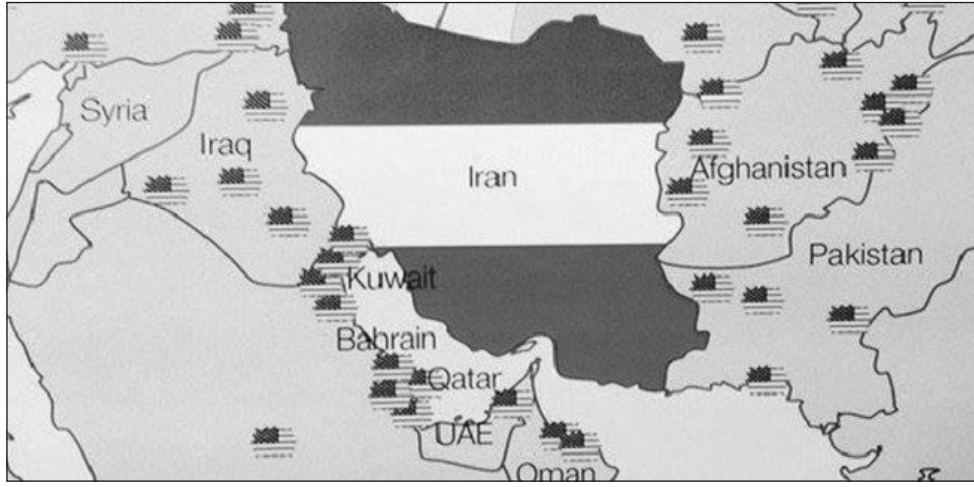 Syria
Iraq
Iran
Afghanistan
Pakistan
Kuwait
Bahrain
Qatar
UAE
Oman